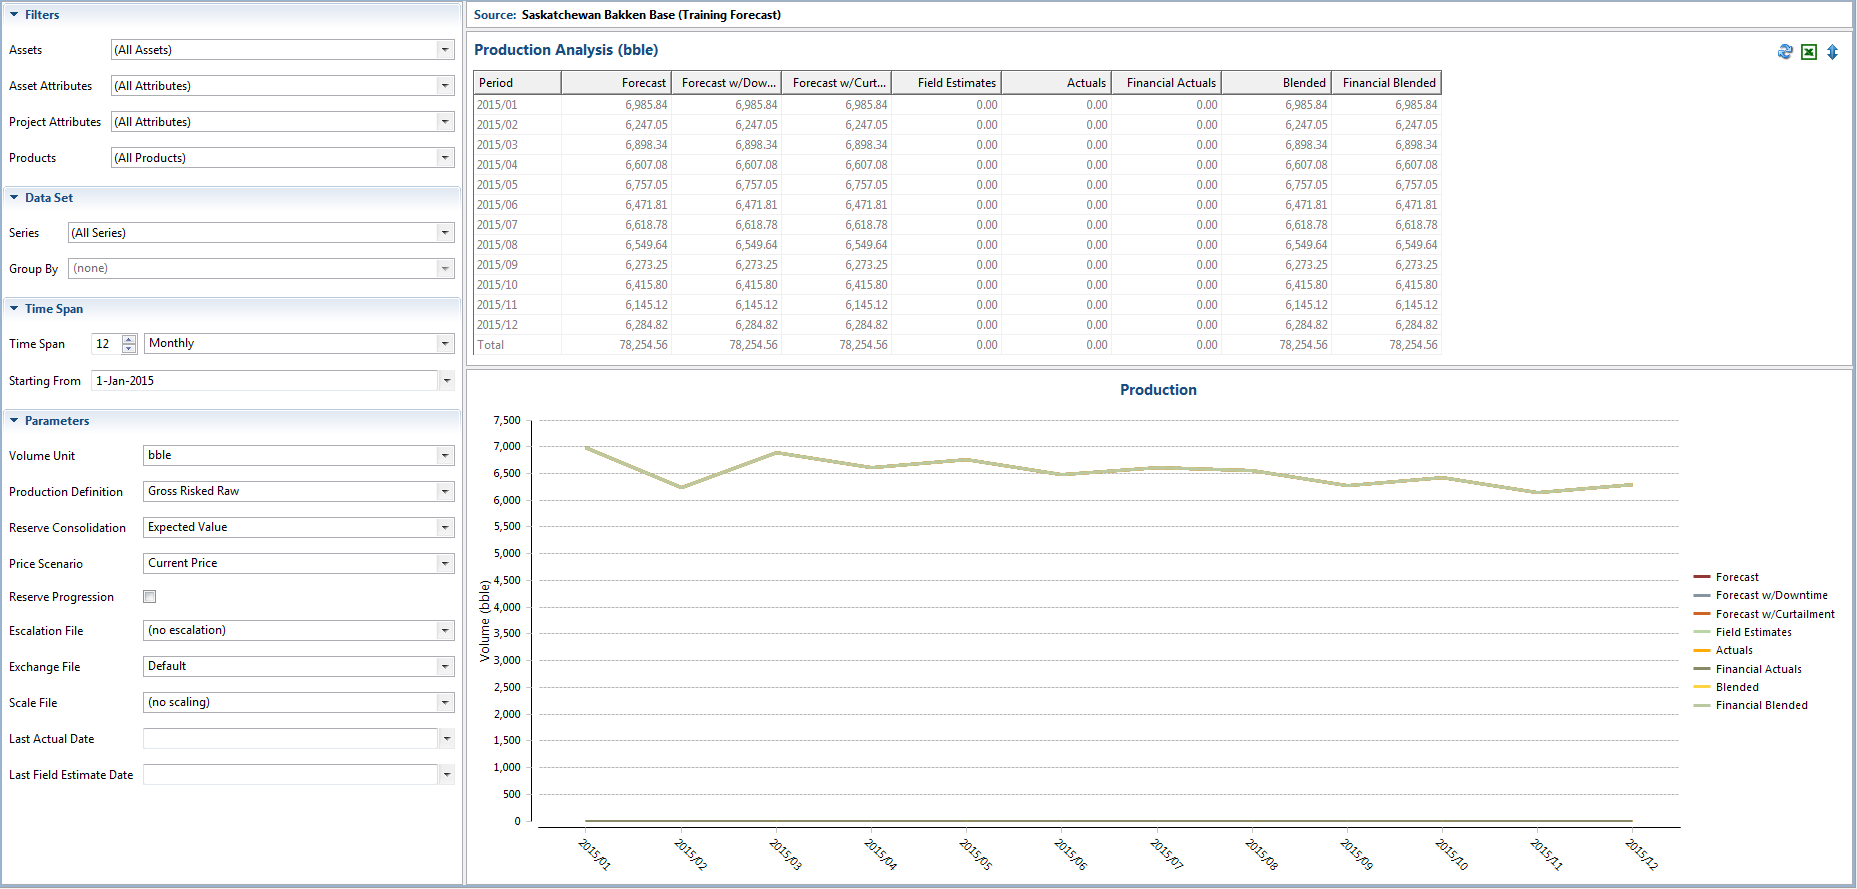 Filters
Assets (All Assets)
Asset Attributes (All Attributes)
Project Attributes (All Attributes)
Products (All Products)
Data Set
Series (All Series)
Group By (none)
Time Span
Time Span 12 Monthly
Starting From 1-Jan-2015
Parameters
Volume Unit bble
Production Definition Gross Risked Raw
Reserve Consolidation Expected Value
Price Scenario Current Price
Reserve Progression
Escalation File (no escalation)
Exchange File Default
Scale File (no scaling)
Last Actual Date
Last Field Estimate Date
Source: Saskatchewan Bakken Base (Training Forecast)
Production Analysis (bble)
Period Forecast Forecast w/Dow... Forecast w/Curt... Field Estimates Actuals Financial Actuals Blended Financial Blended
2015/01 6,985.84 6,985.84 6,985.84 0.00 0.00 0.00 6,985.84 6,985.84
2015/02 6,247.05 6,247.05 6,247.05 0.00 0.00 0.00 6,247.05 6,247.05
2015/03 6,898.34 6,898.34 6,898.34 0.00 0.00 0.00 6,898.34 6,898.34
2015/04 6,607.08 6,607.08 6,607.08 0.00 0.00 0.00 6,607.08 6,607.08
2015/05 6,757.05 6,757.05 6,757.05 0.00 0.00 0.00 6,757.05 6,757.05
2015/06 6,471.81 6,471.81 6,471.81 0.00 0.00 0.00 6,471.81 6,471.81
2015/07 6,618.78 6,618.78 6,618.78 0.00 0.00 0.00 6,618.78 6,618.78
2015/08 6,549.64 6,549.64 6,549.64 0.00 0.00 0.00 6,549.64 6,549.64
2015/09 6,273.25 6,273.25 6,273.25 0.00 0.00 0.00 6,273.25 6,273.25
2015/10 6,415.80 6,415.80 6,415.80 0.00 0.00 0.00 6,415.80 6,415.80
2015/11 6,145.12 6,145.12 6,145.12 0.00 0.00 0.00 6,145.12 6,145.12
2015/12 6,284.82 6,284.82 6,284.82 0.00 0.00 0.00 6,284.82 6,284.82
Total 78,254.56 78,254.56 78,254.56 0.00 0.00 0.00 78,254.56 78,254.56
Production
Volume (bble)
7,500
7,000
6,500
6,000
5,500
5,000
4,500
4,000
3,500
3,000
2,500
2,000
1,500
1,000
500
0
2015/01 2015/02 2015/03 2015/04 2015/05 2015/06 2015/07 2015/08 2015/09 2015/10 2015/11 2015/12
Forecast
Forecast w/Downtime
Forecast w/Curtailment
Field Estimates
Actuals
Financial Actuals
Blended
Financial Blended